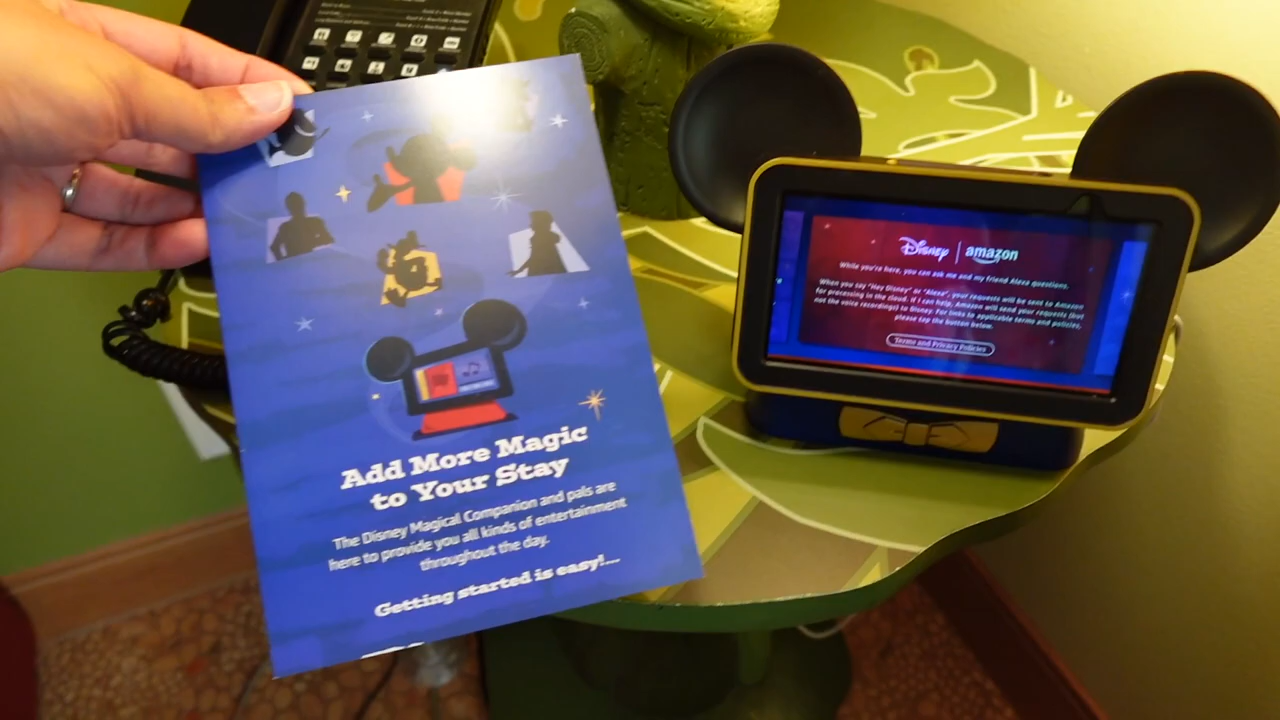 Add More Magic
to Your Stay
The Disney Magical Companion and pals are
here to provide you all kinds of entertainment
throughout the day.
Getting started is easy!...
Disney | amazon
While you're here, you can ask me and my friend Alexa questions.
When you say "Hey Disney" or "Alexa", your requests will be sent to Amazon
for processing in the cloud. If I can help, Amazon will send your requests (but
not the voice recordings) to Disney. For links to applicable terms and policies,
please tap the button below.
Terms and Privacy Policies